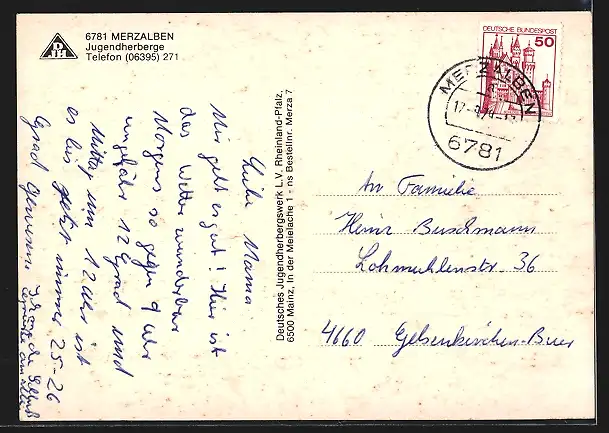 6781 MERZALBEN
Jugendherberge
Telefon (06395) 271
DEUTSCHE BUNDESPOST
50
MERZALBEN
6781
Deutsches Jugendherbergswerk L.V. Rheinland-Pfalz,
6500 Mainz, In der Meielache 1 - ns Bestellnr. Merza 7
Liebe Mama
Mir geht es gut! Hier ist
das Wetter wunderbar
Morgens so gegen 9 Uhr
ungefähr 12 Grad und
Mittag um 12 Uhr ist
es bis jetzt immer 25-26
Grad gewesen
An Familie
Heinz Buschmann
Lohmühlenstr. 36
4660 Gelsenkirchen-Buer